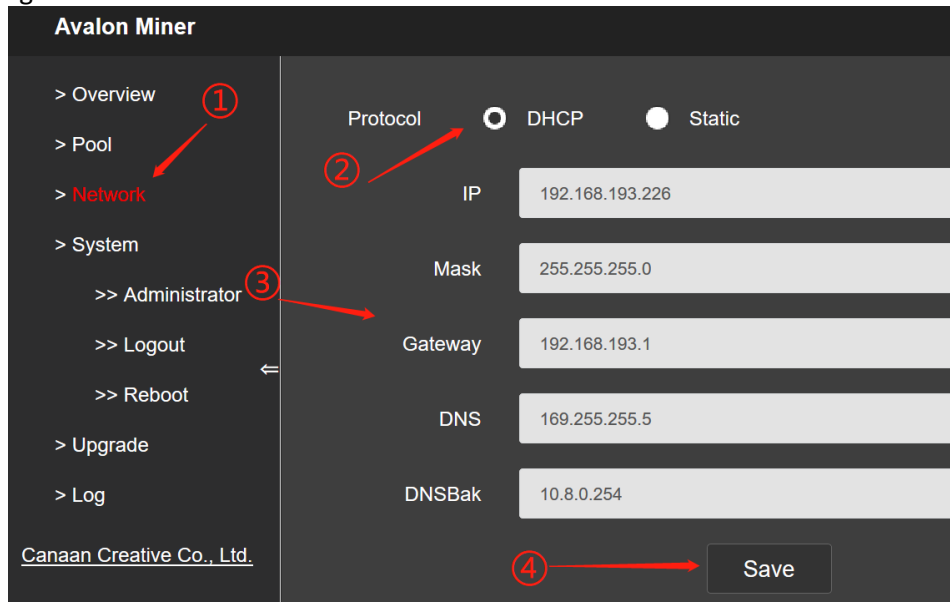 Avalon Miner
> Overview
①
> Pool
> Network
> System
>> Administrator
>> Logout
⇐
>> Reboot
> Upgrade
> Log
Canaan Creative Co., Ltd.
Protocol DHCP Static
②
IP 192.168.193.226
Mask 255.255.255.0
③
Gateway 192.168.193.1
DNS 169.255.255.5
DNSBak 10.8.0.254
④ Save